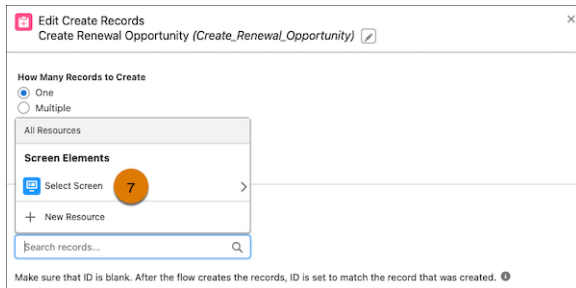 Edit Create Records
Create Renewal Opportunity (Create_Renewal_Opportunity)
How Many Records to Create
One
Multiple
All Resources
Screen Elements
Select Screen 7
New Resource
Search records...
Make sure that ID is blank. After the flow creates the records, ID is set to match the record that was created.